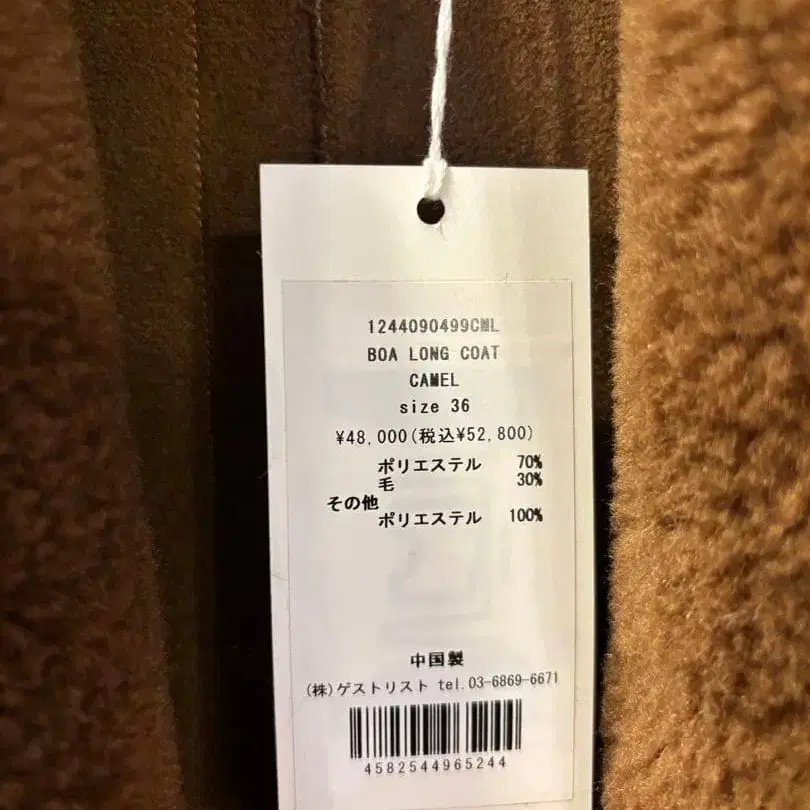 1244090499CML
BOA LONG COAT
CAMEL
size 36
¥48,000(税込¥52,800)
ポリエステル 70%
毛 30%
その他
ポリエステル 100%
中国製
(株)ゲストリスト tel.03-6869-6671
4582544965244